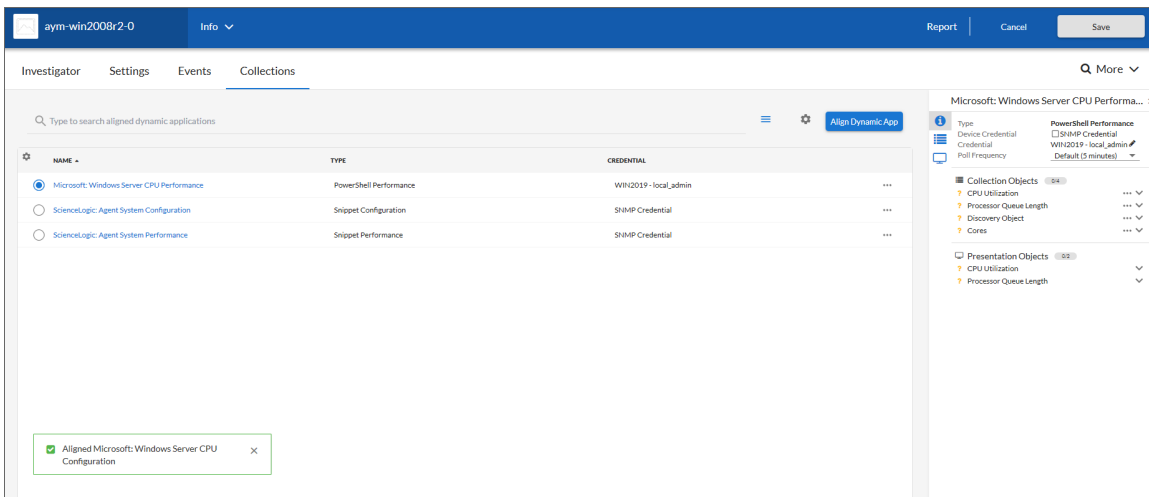 aym-win2008r2-0
Info
Report
Cancel
Save
Investigator
Settings
Events
Collections
More
Type to search aligned dynamic applications
Align Dynamic App
NAME
TYPE
CREDENTIAL
Microsoft: Windows Server CPU Performance
PowerShell Performance
WIN2019 - local_admin
ScienceLogic: Agent System Configuration
Snippet Configuration
SNMP Credential
ScienceLogic: Agent System Performance
Snippet Performance
SNMP Credential
Aligned Microsoft: Windows Server CPU
Configuration
Microsoft: Windows Server CPU Performa...
Type
PowerShell Performance
Device Credential
SNMP Credential
Credential
WIN2019 - local_admin
Poll Frequency
Default (5 minutes)
Collection Objects 0/4
? CPU Utilization
? Processor Queue Length
? Discovery Object
? Cores
Presentation Objects 0/2
? CPU Utilization
? Processor Queue Length